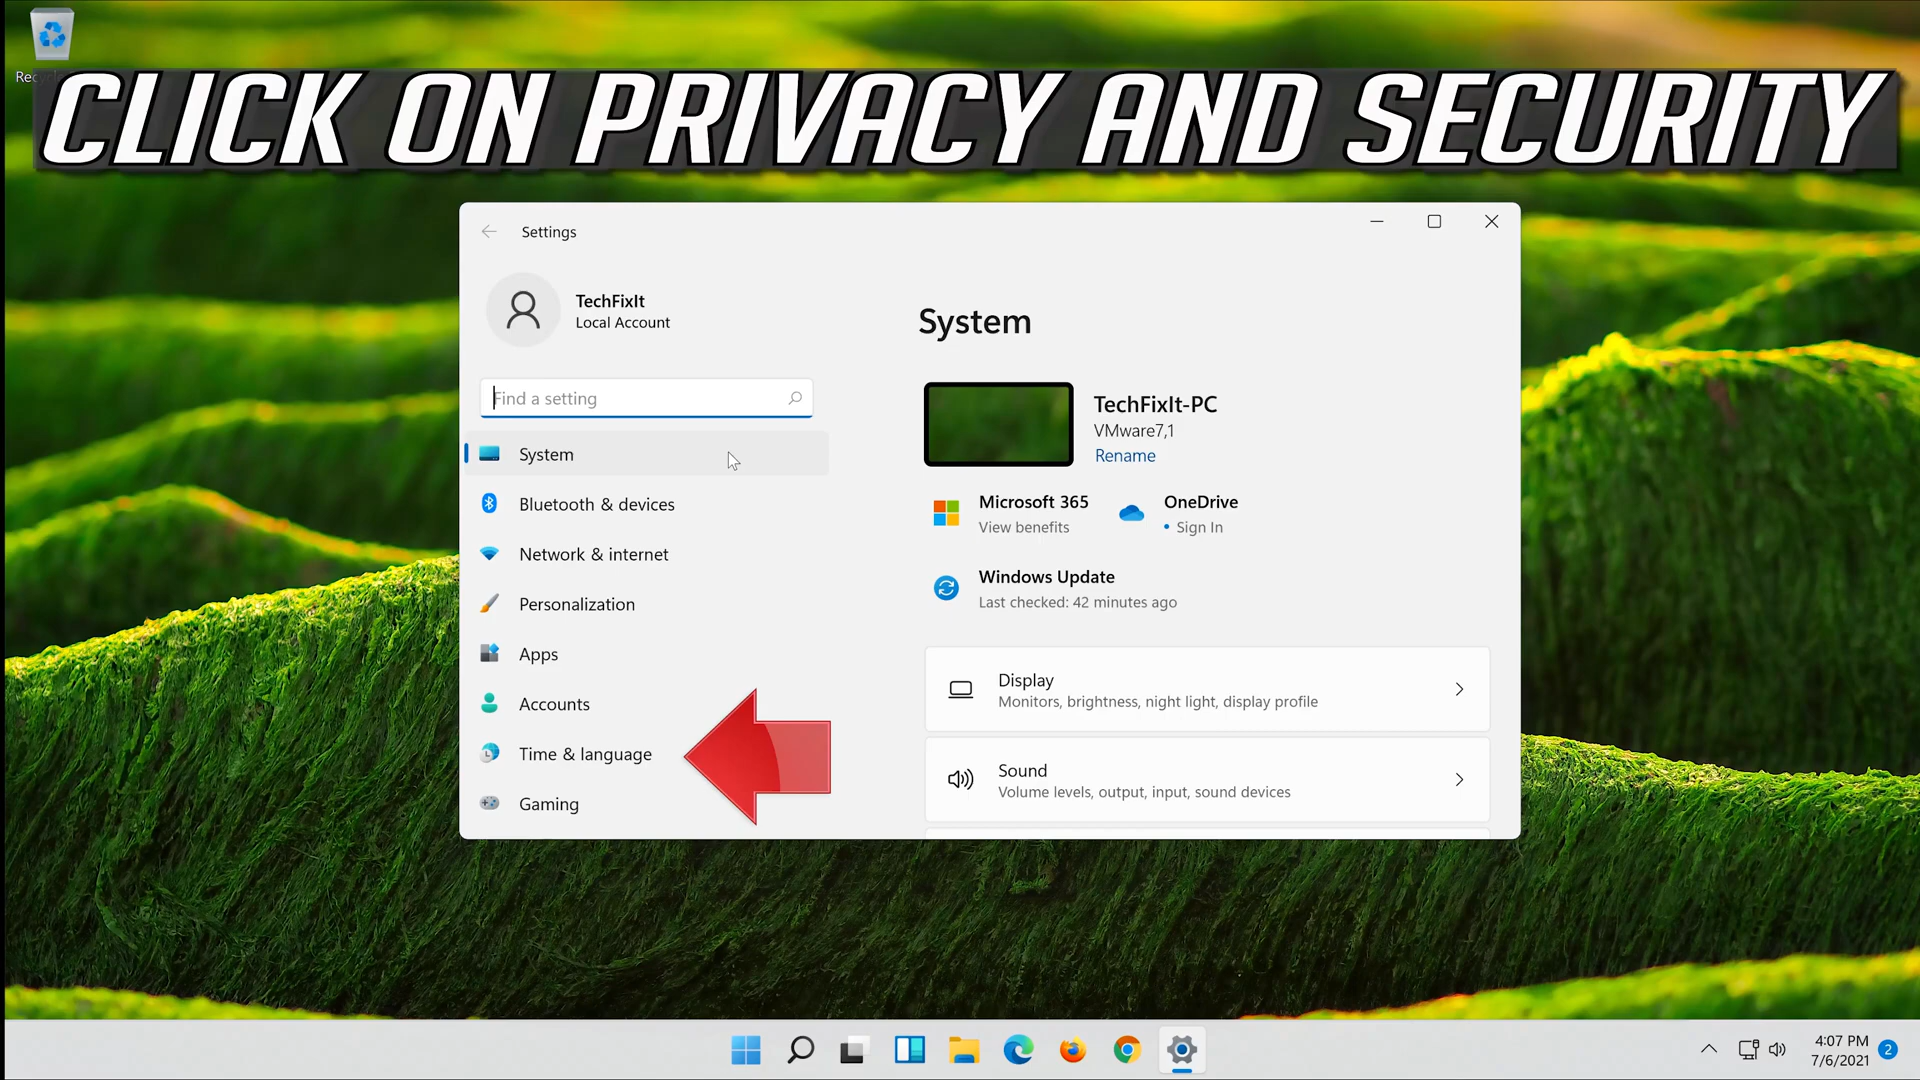 CLICK ON PRIVACY AND SECURITY
Settings
TechFixIt
Local Account
Find a setting
System
Bluetooth & devices
Network & internet
Personalization
Apps
Accounts
Time & language
Gaming
System
TechFixIt-PC
VMware7,1
Rename
Microsoft 365
View benefits
OneDrive
• Sign In
Windows Update
Last checked: 42 minutes ago
Display
Monitors, brightness, night light, display profile
Sound
Volume levels, output, input, sound devices
4:07 PM
7/6/2021
2